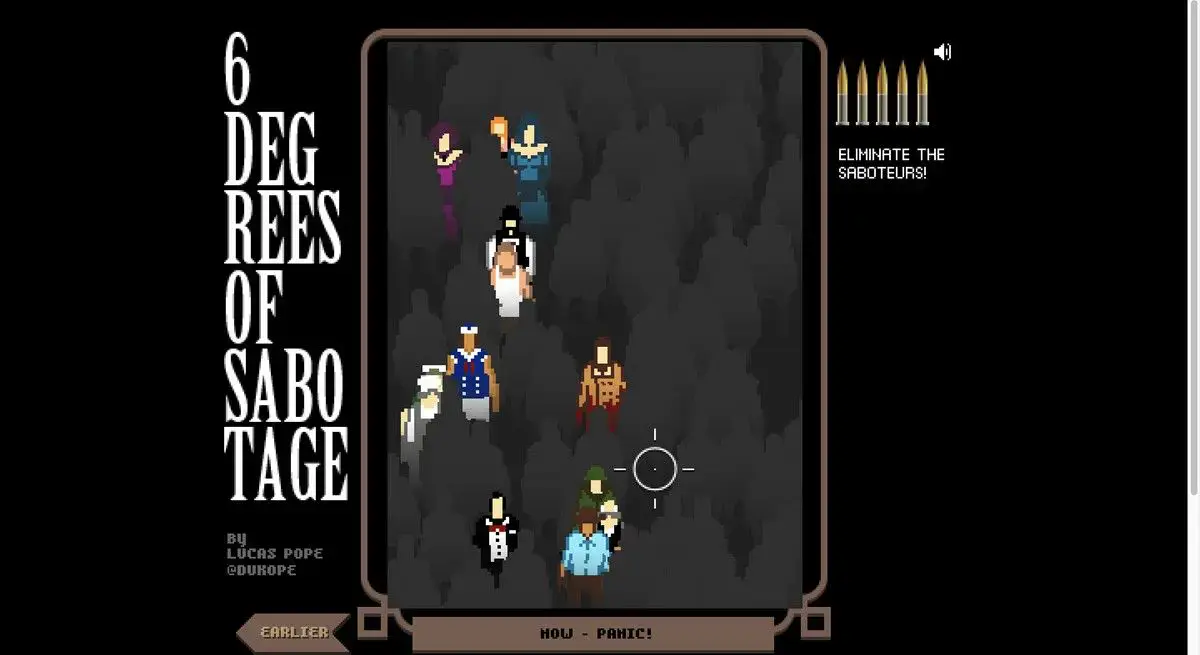 6
DEG
REES
OF
SABO
TAGE
BY
LUCAS POPE
@DUKOPE
ELIMINATE THE
SABOTEURS!
EARLIER
NOW - PANIC!